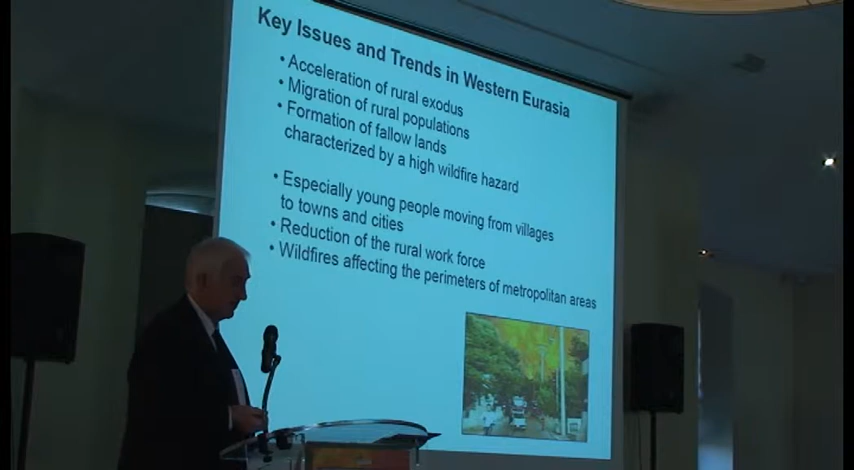 Key Issues and Trends in Western Eurasia
• Acceleration of rural exodus
• Migration of rural populations
• Formation of fallow lands
characterized by a high wildfire hazard
• Especially young people moving from villages
to towns and cities
• Reduction of the rural work force
• Wildfires affecting the perimeters of metropolitan areas